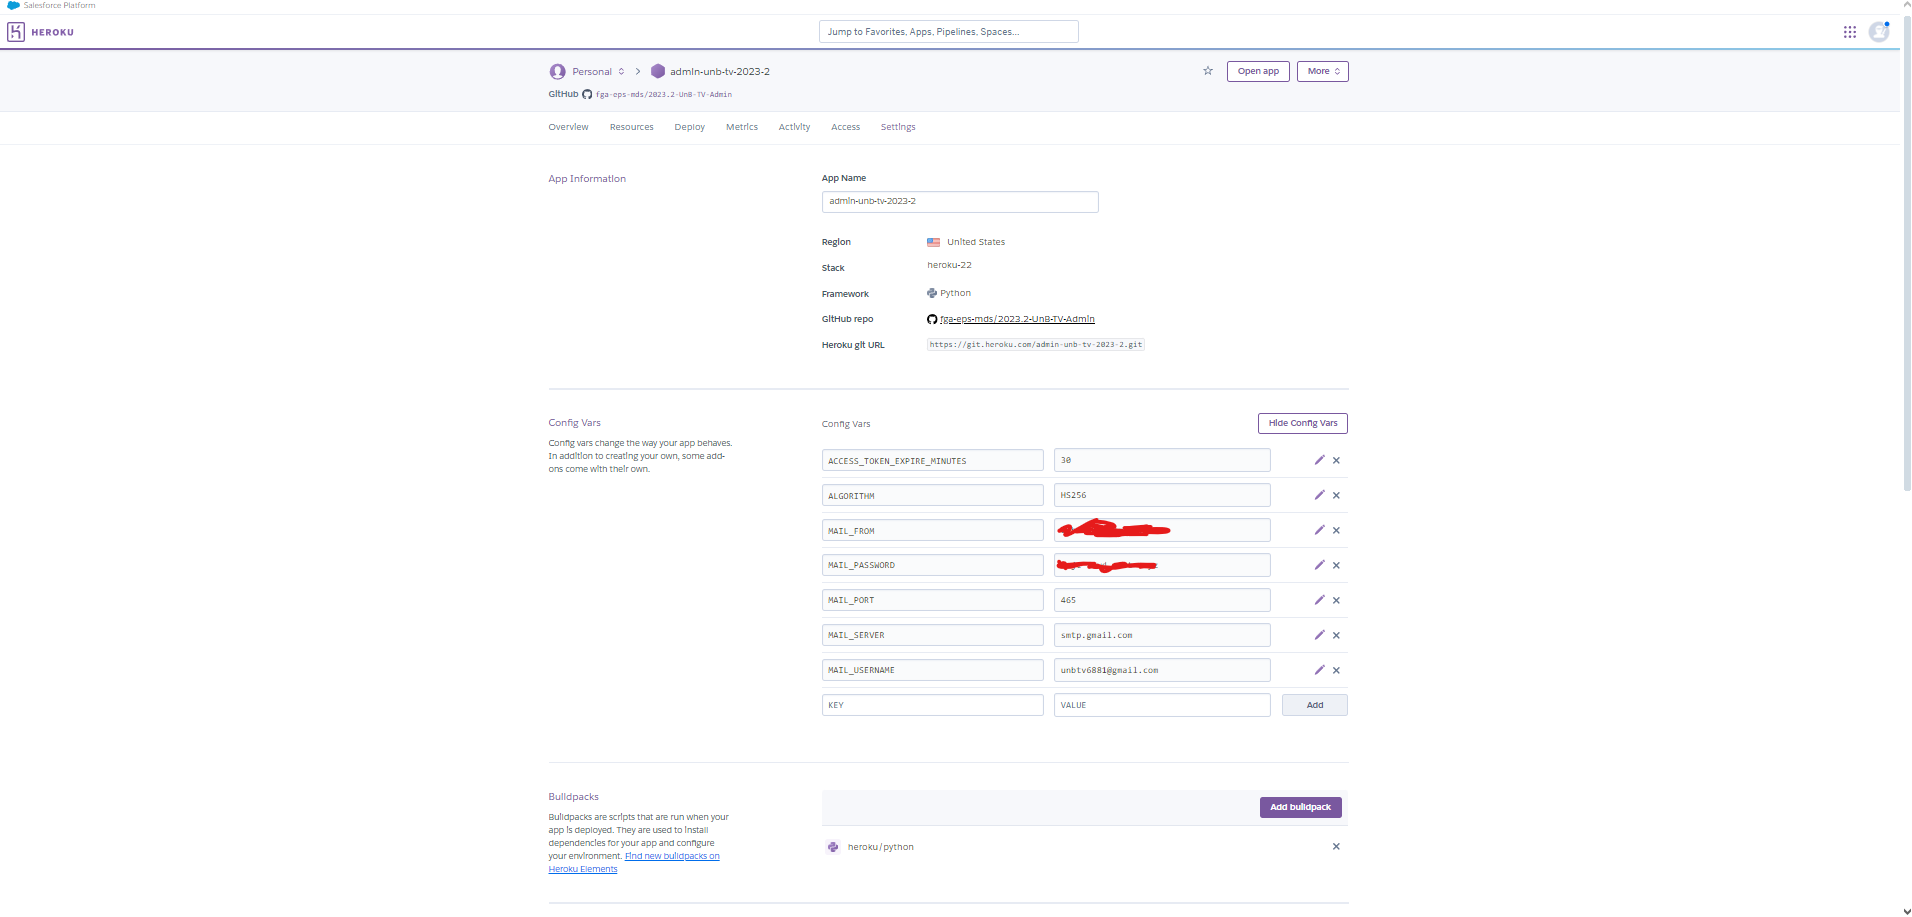 Salesforce Platform
HEROKU
Jump to Favorites, Apps, Pipelines, Spaces...
Personal
admin-unb-tv-2023-2
Open app
More
GitHub fga-eps-mds/2023.2-UnB-TV-Admin
Overview Resources Deploy Metrics Activity Access Settings
App Information
App Name
admin-unb-tv-2023-2
Region United States
Stack heroku-22
Framework Python
GitHub repo fga-eps-mds/2023.2-UnB-TV-Admin
Heroku git URL https://git.heroku.com/admin-unb-tv-2023-2.git
Config Vars
Config vars change the way your app behaves.
In addition to creating your own, some add-
ons come with their own.
Config Vars
Hide Config Vars
ACCESS_TOKEN_EXPIRE_MINUTES 30
ALGORITHM HS256
MAIL_FROM
MAIL_PASSWORD
MAIL_PORT 465
MAIL_SERVER smtp.gmail.com
MAIL_USERNAME unbtv6881@gmail.com
KEY VALUE Add
Buildpacks
Buildpacks are scripts that are run when your
app is deployed. They are used to install
dependencies for your app and configure
your environment. Find new buildpacks on
Heroku Elements
Add buildpack
heroku/python